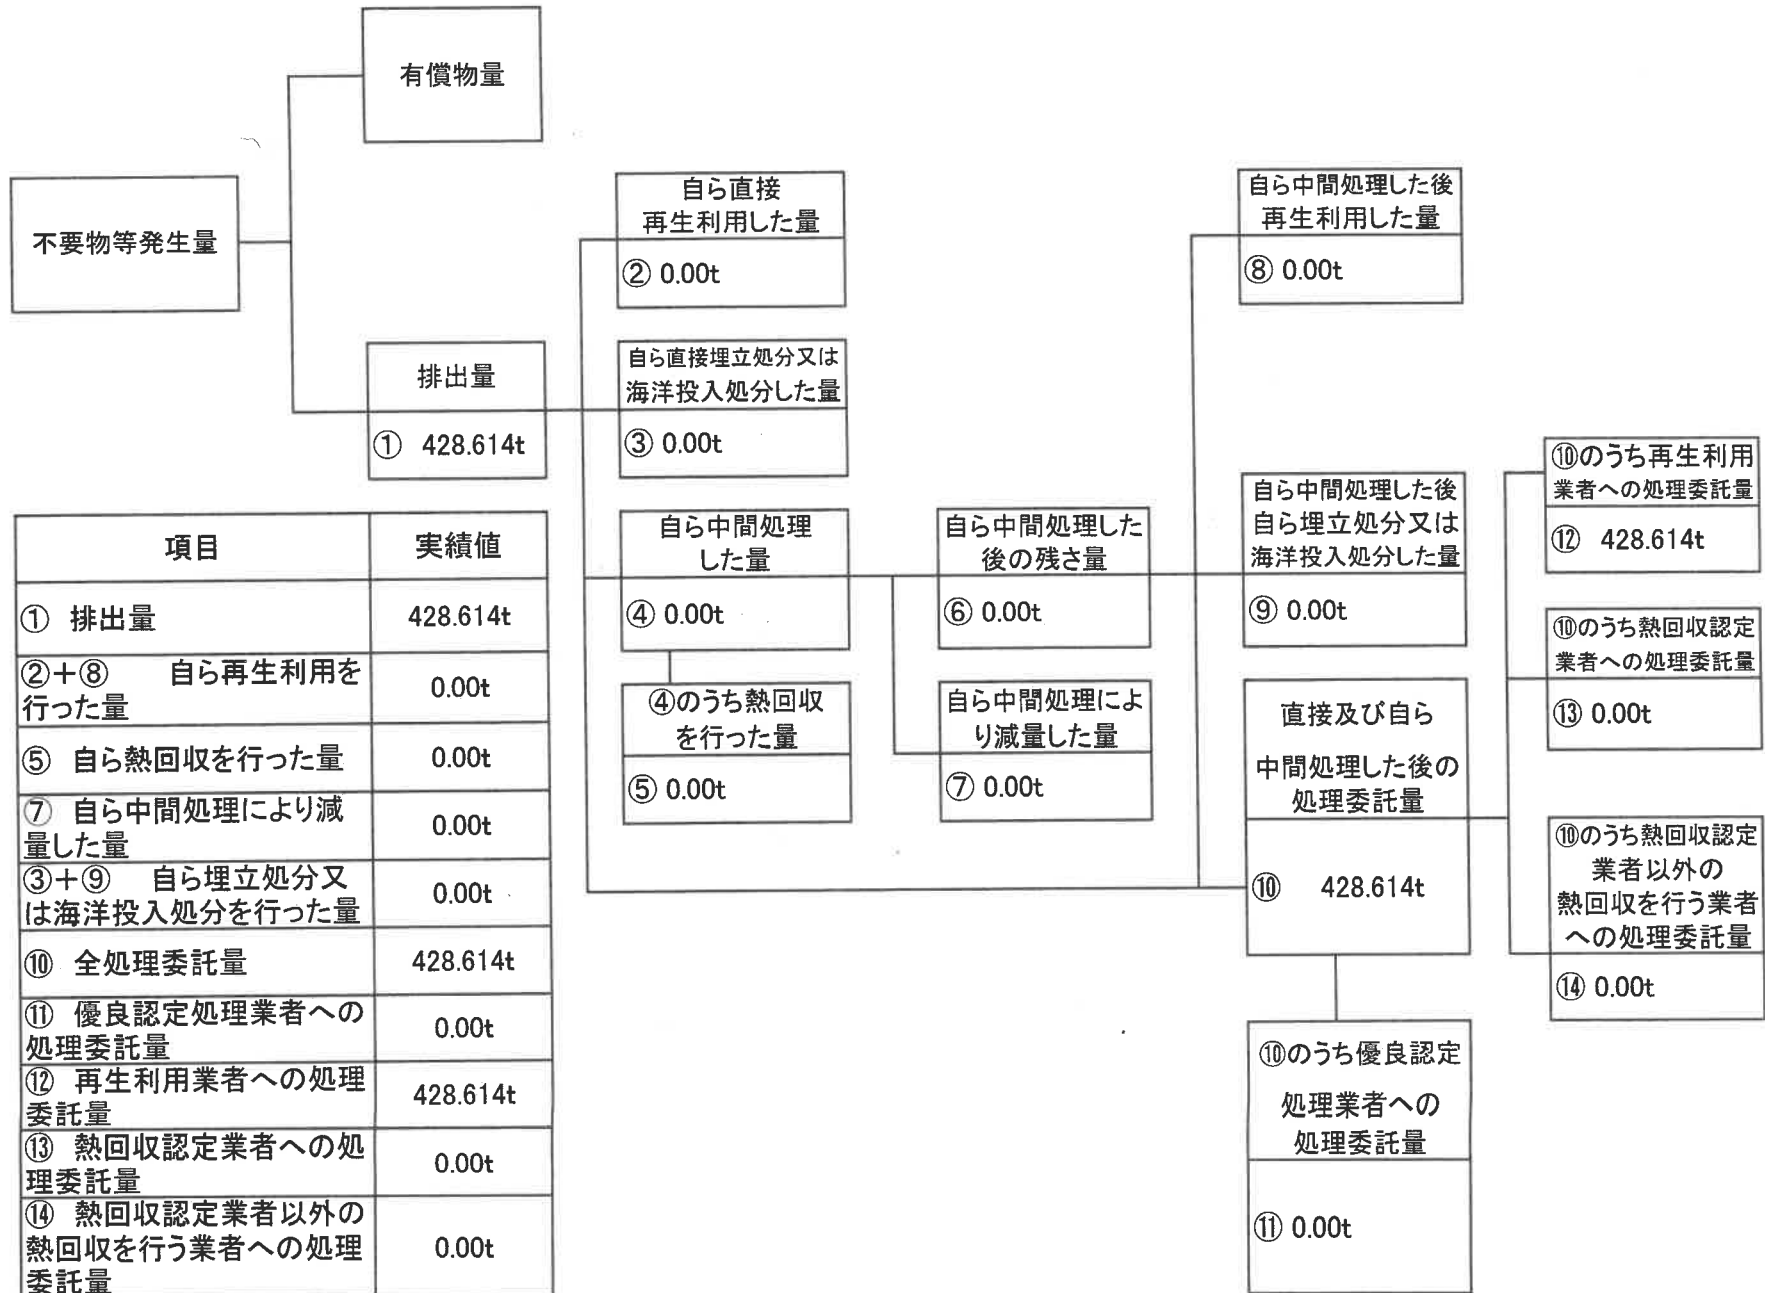 有償物量
不要物等発生量
排出量
① 428.614t
自ら直接
再生利用した量
② 0.00t
自ら直接埋立処分又は
海洋投入処分した量
③ 0.00t
自ら中間処理
した量
④ 0.00t
④のうち熱回収
を行った量
⑤ 0.00t
自ら中間処理した
後の残さ量
⑥ 0.00t
自ら中間処理によ
り減量した量
⑦ 0.00t
自ら中間処理した後
再生利用した量
⑧ 0.00t
自ら中間処理した後
自ら埋立処分又は
海洋投入処分した量
⑨ 0.00t
直接及び自ら
中間処理した後の
処理委託量
⑩ 428.614t
⑩のうち優良認定
処理業者への
処理委託量
⑪ 0.00t
⑩のうち再生利用
業者への処理委託量
⑫ 428.614t
⑩のうち熱回収認定
業者への処理委託量
⑬ 0.00t
⑩のうち熱回収認定
業者以外の
熱回収を行う業者
への処理委託量
⑭ 0.00t
項目 実績値
① 排出量 428.614t
②+⑧ 自ら再生利用を
行った量 0.00t
⑤ 自ら熱回収を行った量 0.00t
⑦ 自ら中間処理により減
量した量 0.00t
③+⑨ 自ら埋立処分又
は海洋投入処分を行った量 0.00t
⑩ 全処理委託量 428.614t
⑪ 優良認定処理業者への
処理委託量 0.00t
⑫ 再生利用業者への処理
委託量 428.614t
⑬ 熱回収認定業者への処
理委託量 0.00t
⑭ 熱回収認定業者以外の
熱回収を行う業者への処理
委託量 0.00t